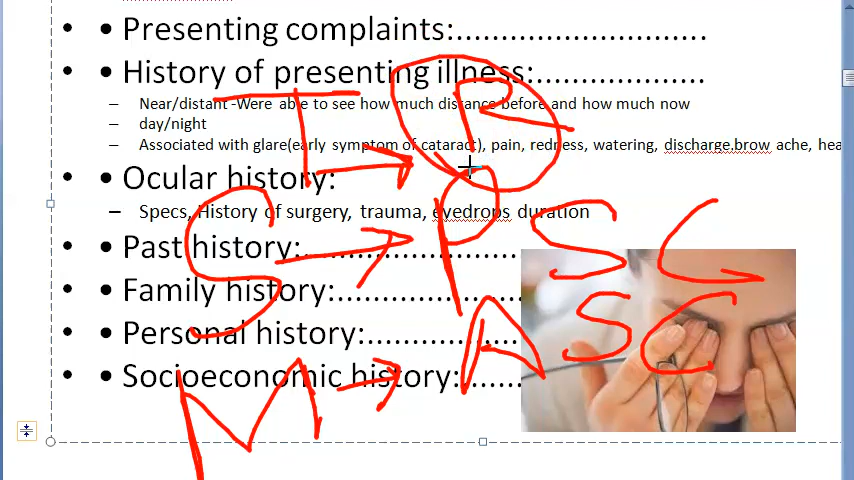 • • Presenting complaints:...............................
• • History of presenting illness:.....................
– Near/distant -Were able to see how much distance before and how much now
– day/night
– Associated with glare(early symptom of cataract), pain, redness, watering, discharge,brow ache, hea
• • Ocular history:
– Specs, History of surgery, trauma, eyedrops duration
• • Past history:...........................
• • Family history:.......................
• • Personal history:...................
• • Socioeconomic history:.......
I → R
S → PSC
M → ASC